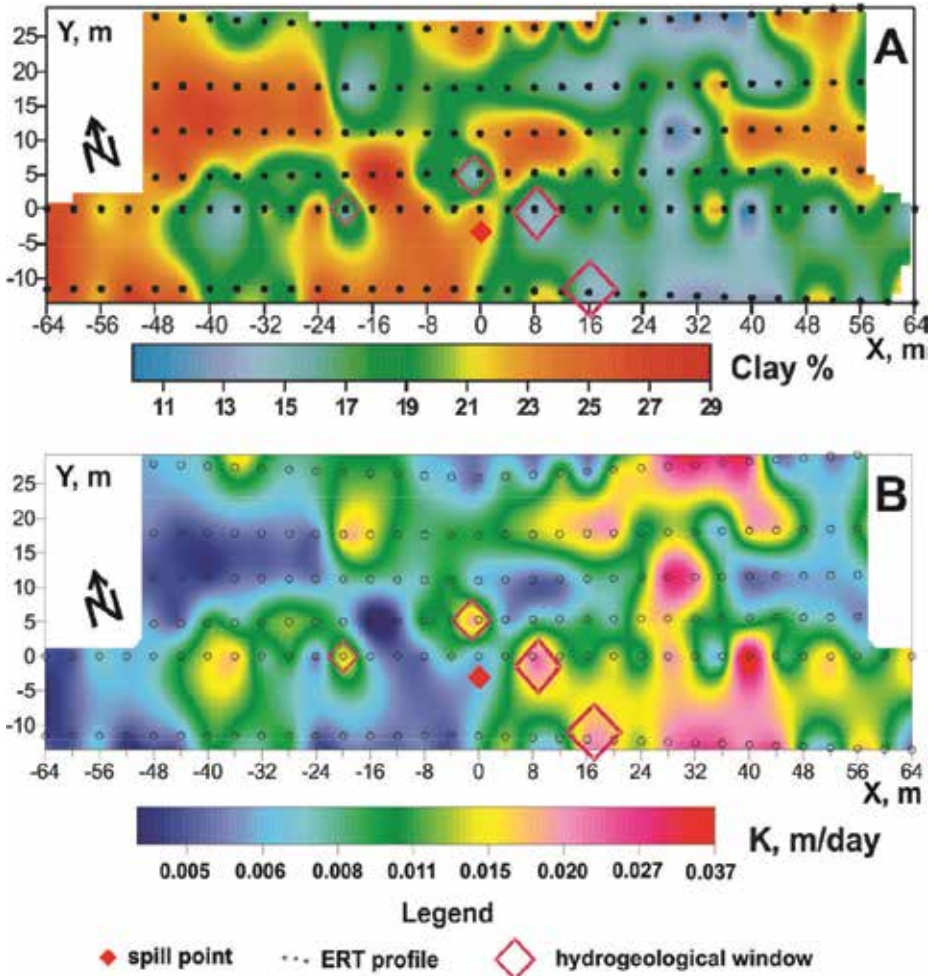 Y, m
A
25
20
15
10
5
0
-10
N
-64 -56 -48 -40 -32 -24 -16 -8 0 8 16 24 32 40 48 56 64
X, m
11 13 15 17 19 21 23 25 27 29
Clay %
Y, m
B
25
20
15
10
5
0
-10
N
-64 -56 -48 -40 -32 -24 -16 -8 0 8 16 24 32 40 48 56 64
X, m
0.005 0.006 0.008 0.011 0.015 0.020 0.027 0.037
K, m/day
Legend
spill point ERT profile hydrogeological window